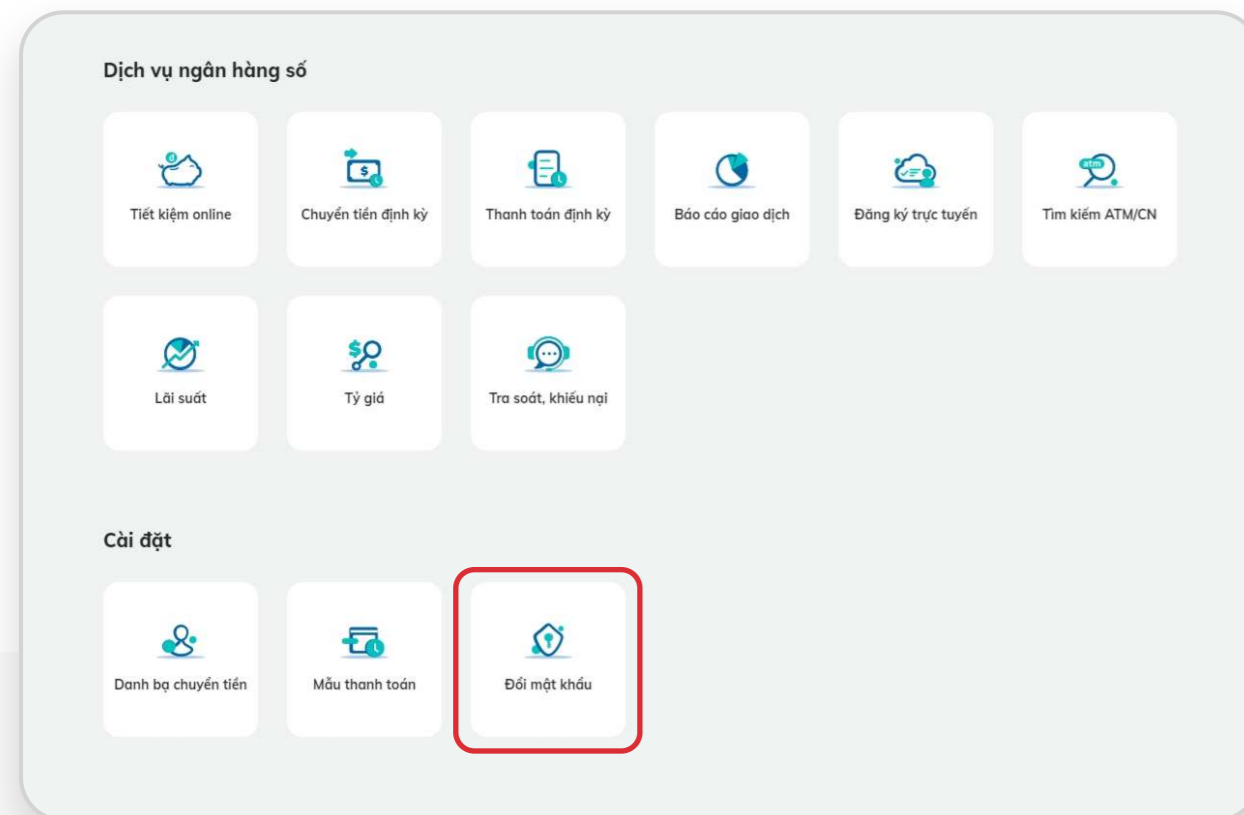 Dịch vụ ngân hàng số
đ
$
atm
Tiết kiệm online
Chuyển tiền định kỳ
Thanh toán định kỳ
Báo cáo giao dịch
Đăng ký trực tuyến
Tìm kiếm ATM/CN
$
Lãi suất
Tỷ giá
Tra soát, khiếu nại
Cài đặt
Danh bạ chuyển tiền
Mẫu thanh toán
Đổi mật khẩu